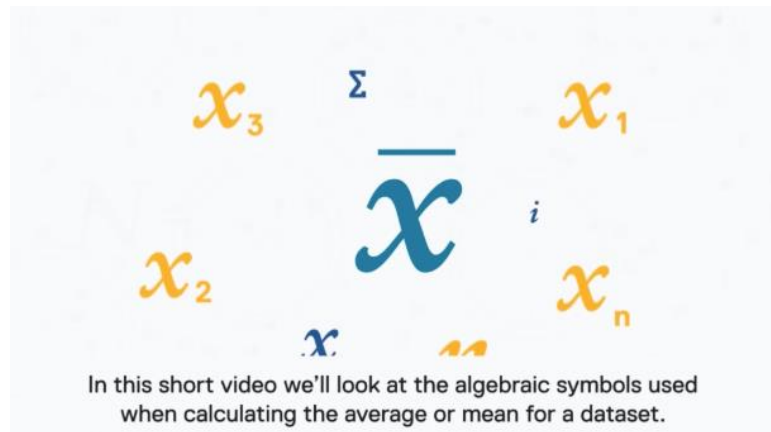 x₃ Σ x₁
x̄
i
x₂ xₙ
x
In this short video we'll look at the algebraic symbols used
when calculating the average or mean for a dataset.